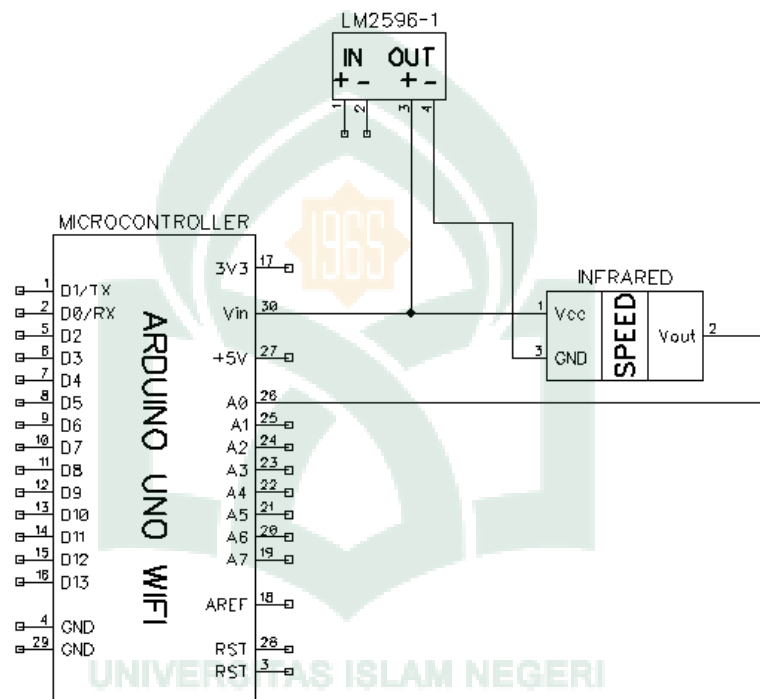 LM2596-1
IN OUT
+ - + -
1 2 3 4
1965
MICROCONTROLLER
ARDUINO UNO WIFI
1 D1/TX
2 D0/RX
5 D2
6 D3
7 D4
8 D5
9 D6
10 D7
11 D8
12 D9
13 D10
14 D11
15 D12
16 D13
4 GND
29 GND
3V3 17
Vin 30
+5V 27
A0 26
A1 25
A2 24
A3 23
A4 22
A5 21
A6 20
A7 19
AREF 18
RST 28
RST 3
INFRARED
1 Vcc
3 GND
SPEED
Vout 2
UNIVERSITAS ISLAM NEGERI